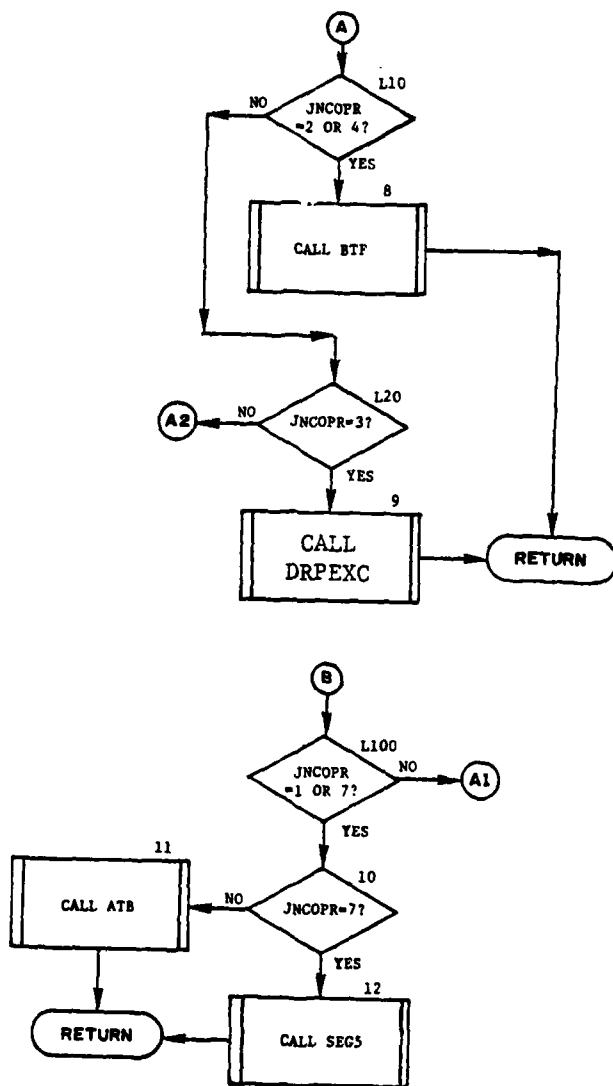 A
L10
NO
JNCOPR
=2 OR 4?
YES
8
CALL BTF
L20
A2
NO
JNCOPR=3?
YES
9
CALL
DRPEXC
RETURN
B
L100
JNCOPR
=1 OR 7?
NO
A1
YES
11
10
CALL ATB
NO
JNCOPR=7?
YES
12
RETURN
CALL SEG5